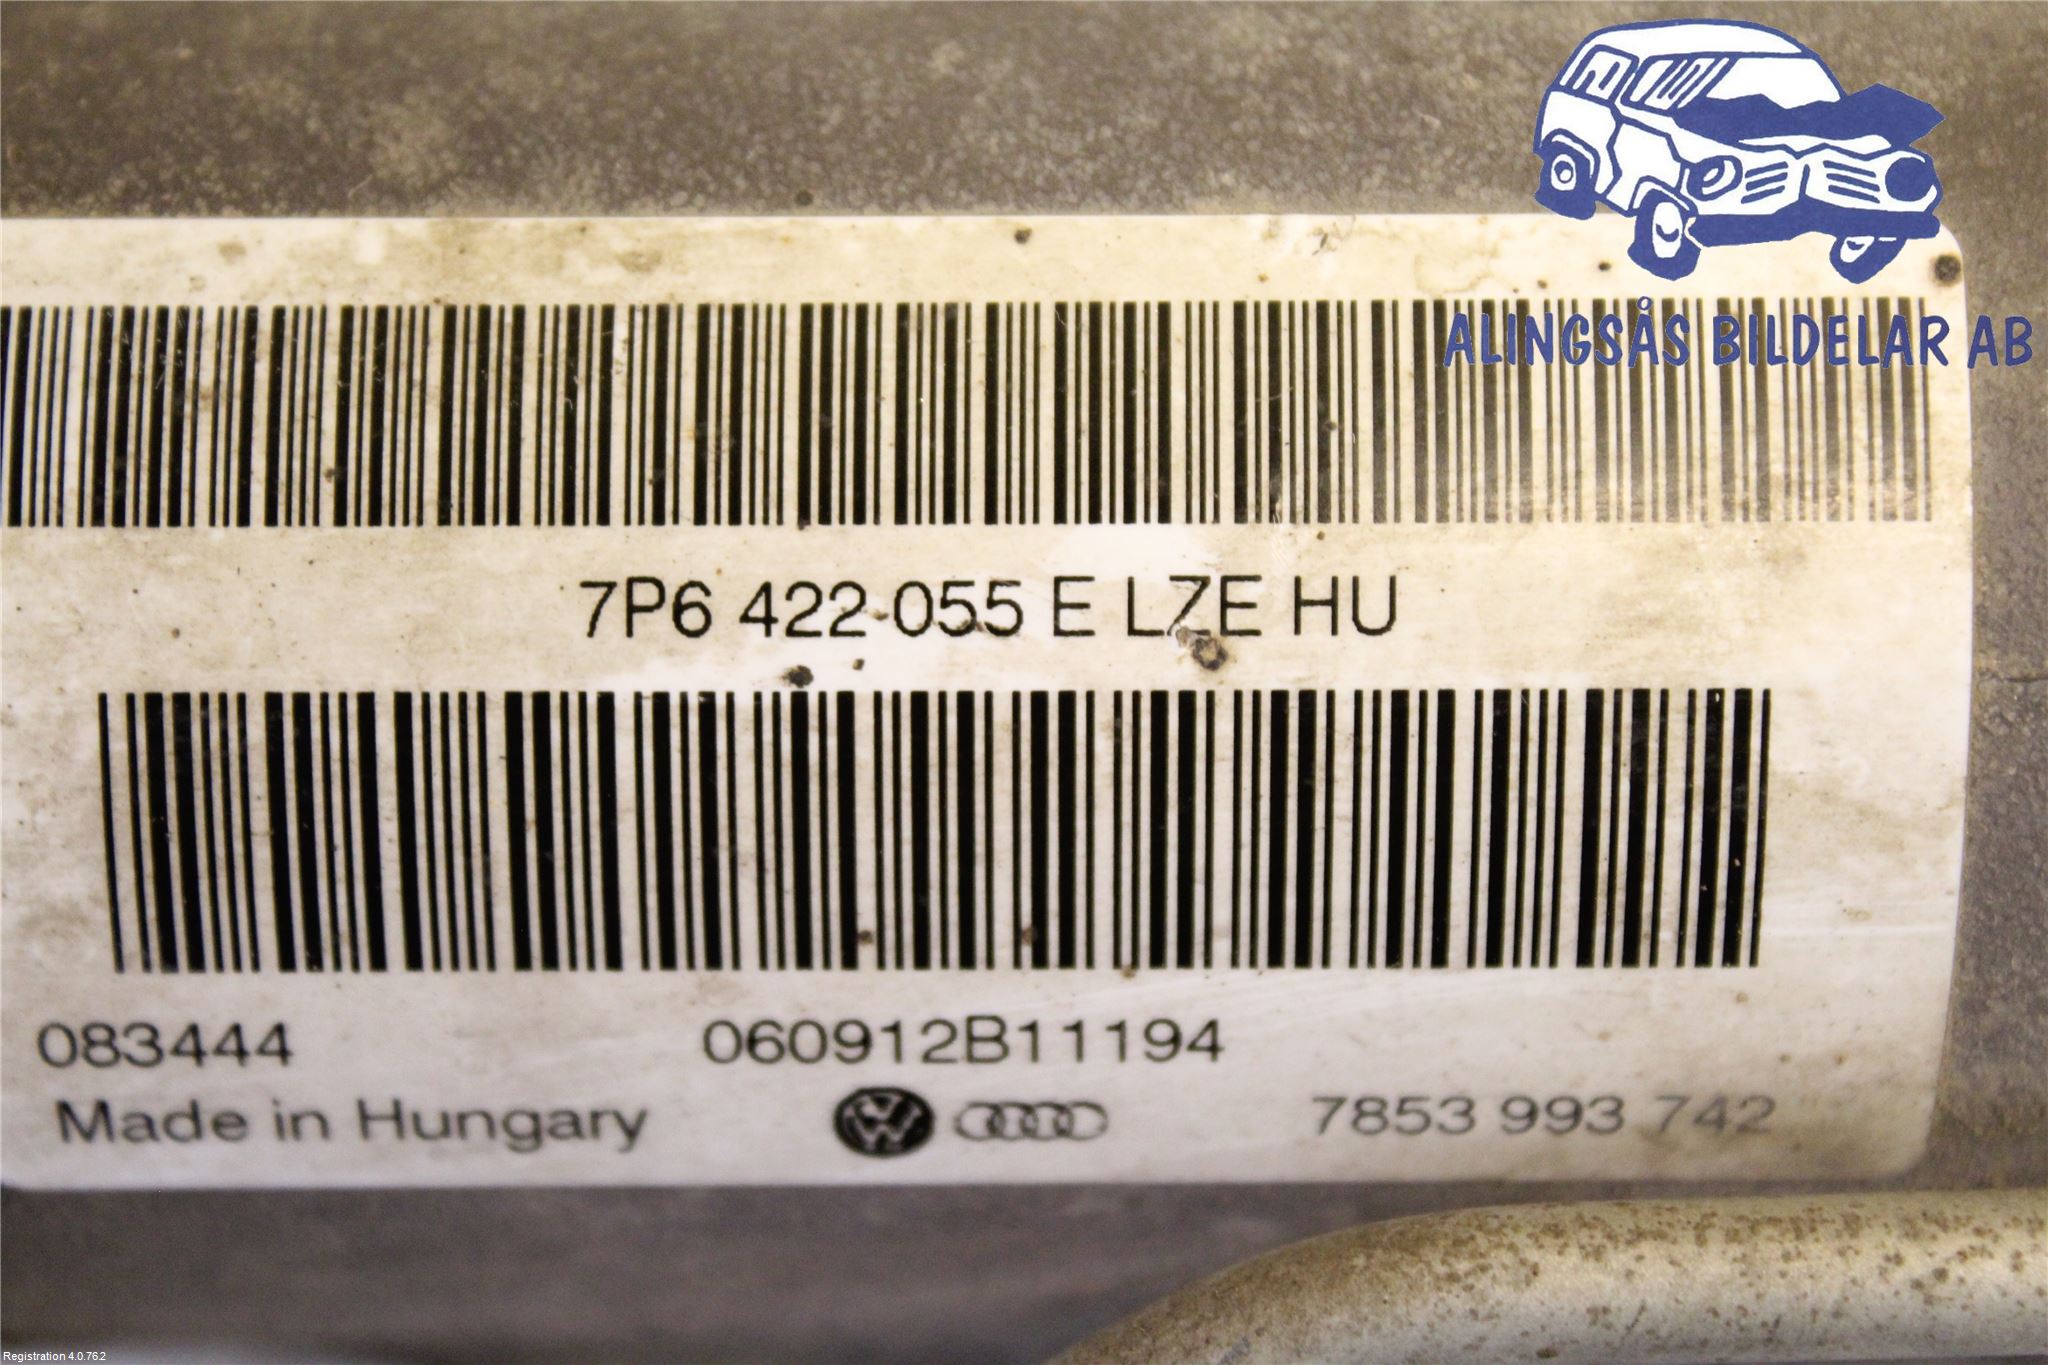 ALINGSÅS BILDELAR AB
7P6 422 055 E LZE HU
083444 060912B11194
Made in Hungary 7853 993 742
Registration 4.0.762